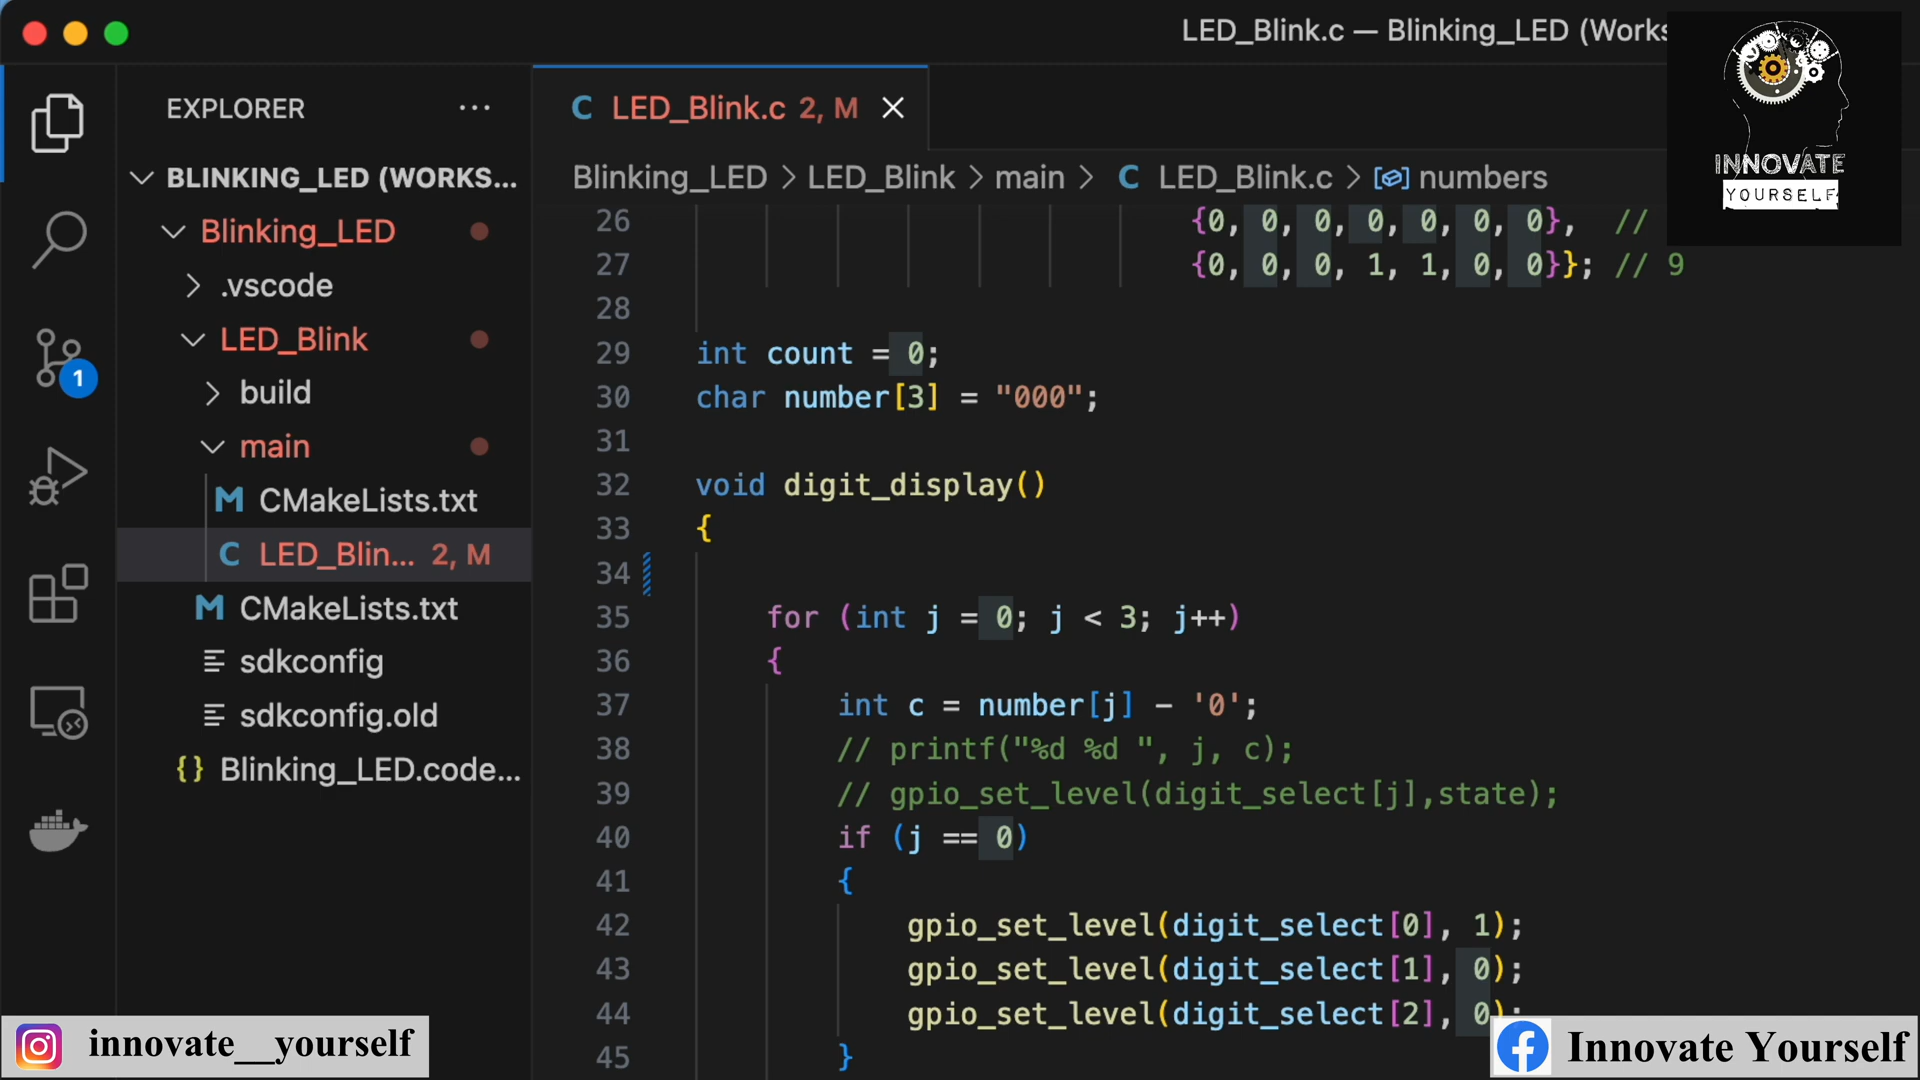 LED_Blink.c — Blinking_LED (Works
INNOVATE
YOURSELF
EXPLORER
BLINKING_LED (WORKS...
Blinking_LED
.vscode
LED_Blink
build
main
CMakeLists.txt
LED_Blin... 2, M
CMakeLists.txt
sdkconfig
sdkconfig.old
Blinking_LED.code...
1
LED_Blink.c 2, M
Blinking_LED > LED_Blink > main > C LED_Blink.c > numbers
26 {0, 0, 0, 0, 0, 0, 0}, //
27 {0, 0, 0, 1, 1, 0, 0}}; // 9
28
29 int count = 0;
30 char number[3] = "000";
31
32 void digit_display()
33 {
34
35 for (int j = 0; j < 3; j++)
36 {
37 int c = number[j] - '0';
38 // printf("%d %d ", j, c);
39 // gpio_set_level(digit_select[j],state);
40 if (j == 0)
41 {
42 gpio_set_level(digit_select[0], 1);
43 gpio_set_level(digit_select[1], 0);
44 gpio_set_level(digit_select[2], 0);
45 }
innovate__yourself
Innovate Yourself